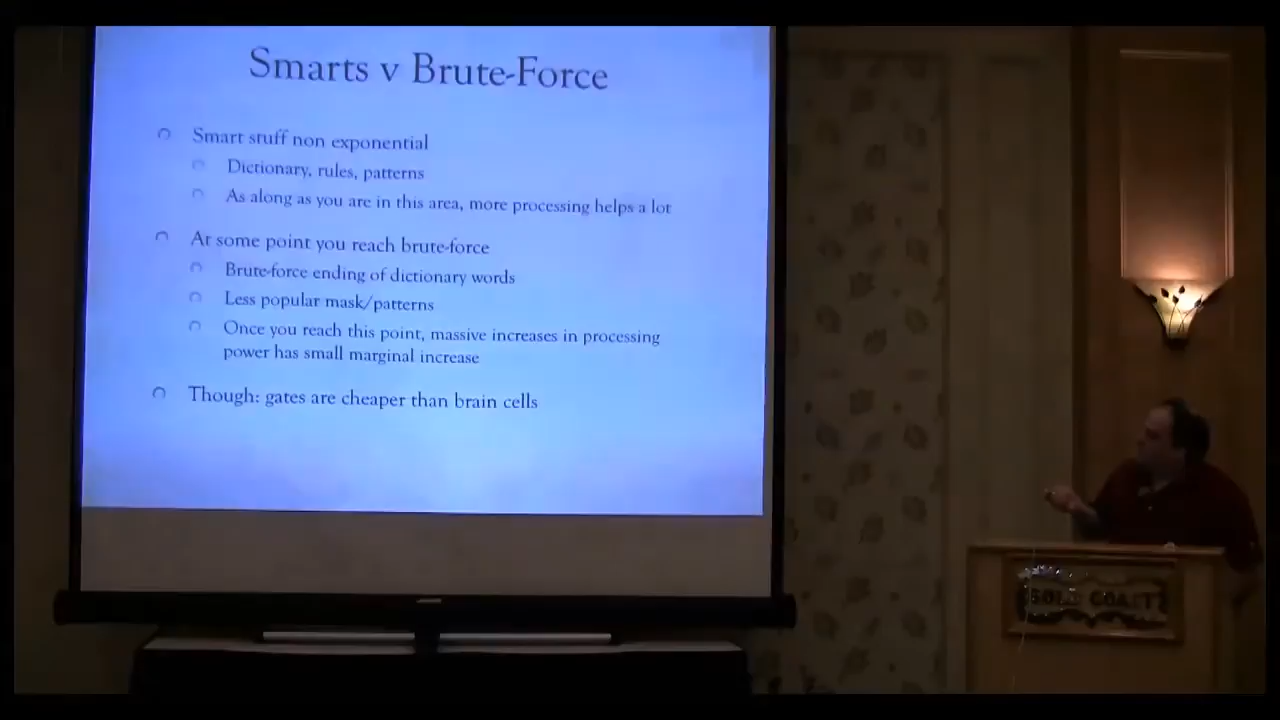 Smarts v Brute-Force
Smart stuff non exponential
Dictionary, rules, patterns
As along as you are in this area, more processing helps a lot
At some point you reach brute-force
Brute-force ending of dictionary words
Less popular mask/patterns
Once you reach this point, massive increases in processing
power has small marginal increase
Though: gates are cheaper than brain cells
GOLD COAST